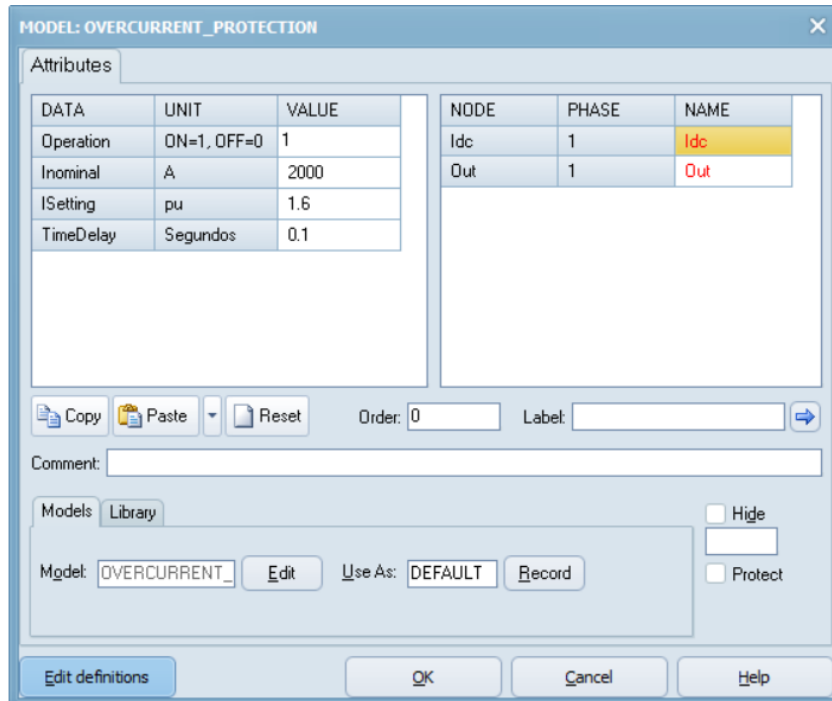 MODEL: OVERCURRENT_PROTECTION
Attributes
DATA UNIT VALUE
Operation ON=1, OFF=0 1
Inominal A 2000
ISetting pu 1.6
TimeDelay Segundos 0.1
NODE PHASE NAME
Idc 1 Idc
Out 1 Out
Copy Paste Reset Order: 0 Label:
Comment:
Models Library
Model: OVERCURRENT_ Edit Use As: DEFAULT Record
Hide
Protect
Edit definitions OK Cancel Help